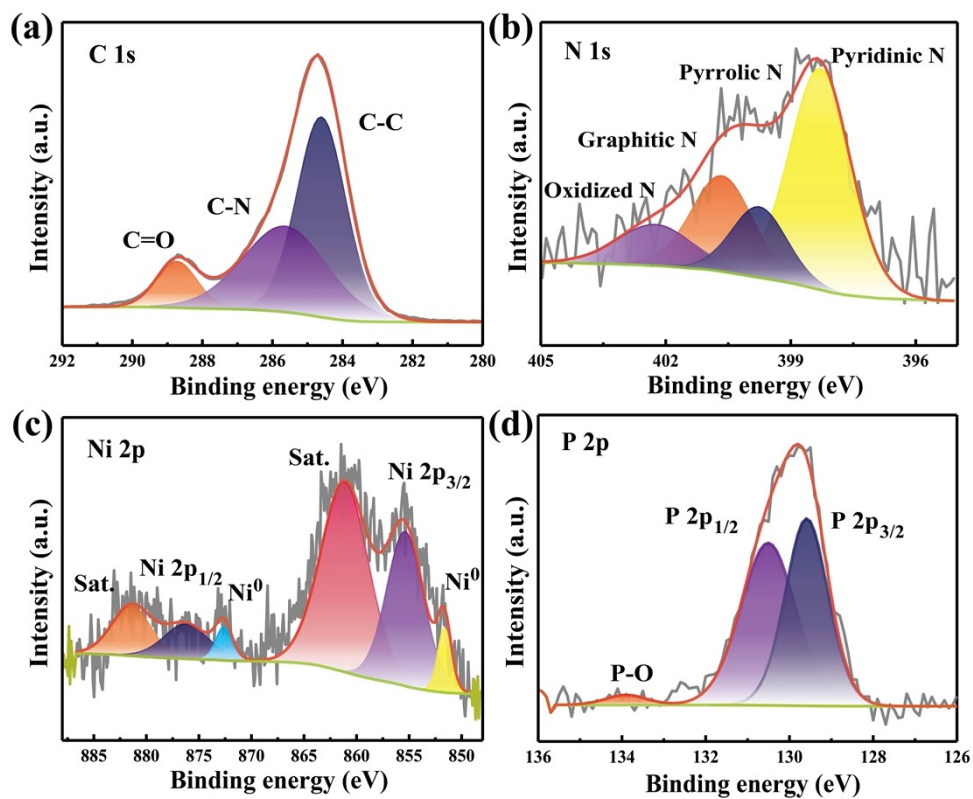 (a)
C 1s
C-C
C-N
C=O
Intensity (a.u.)
292 290 288 286 284 282 280
Binding energy (eV)
(b)
N 1s
Pyridinic N
Pyrrolic N
Graphitic N
Oxidized N
Intensity (a.u.)
405 402 399 396
Binding energy (eV)
(c)
Ni 2p
Sat.
Ni 2p3/2
Ni 2p1/2
Sat.
Ni0
Ni0
Intensity (a.u.)
885 880 875 870 865 860 855 850
Binding energy (eV)
(d)
P 2p
P 2p1/2
P 2p3/2
P-O
Intensity (a.u.)
136 134 132 130 128 126
Binding energy (eV)